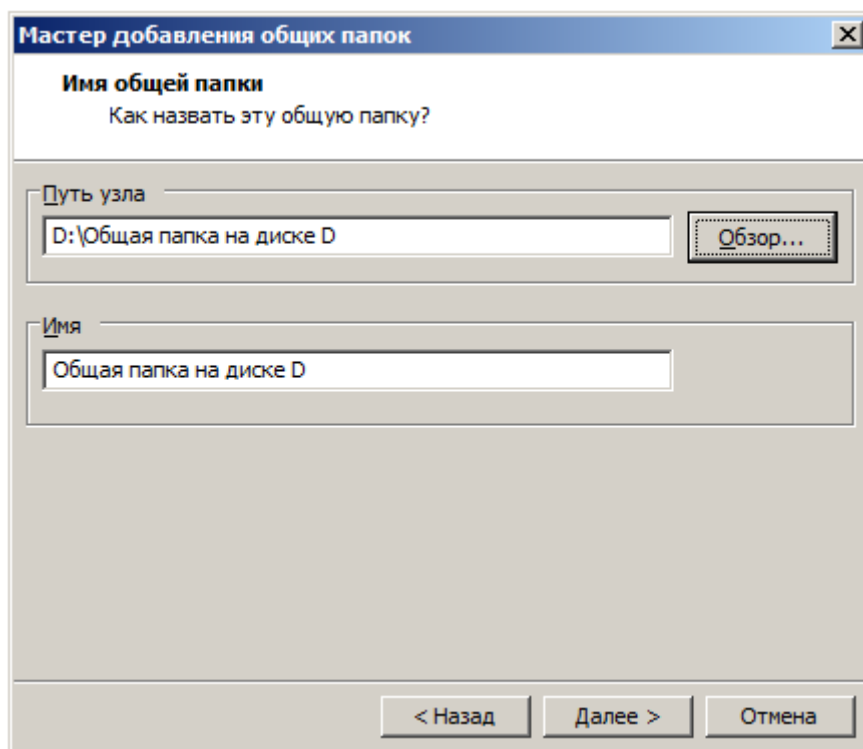 Мастер добавления общих папок
Имя общей папки
Как назвать эту общую папку?
Путь узла
D:\Общая папка на диске D
Обзор...
Имя
Общая папка на диске D
< Назад
Далее >
Отмена